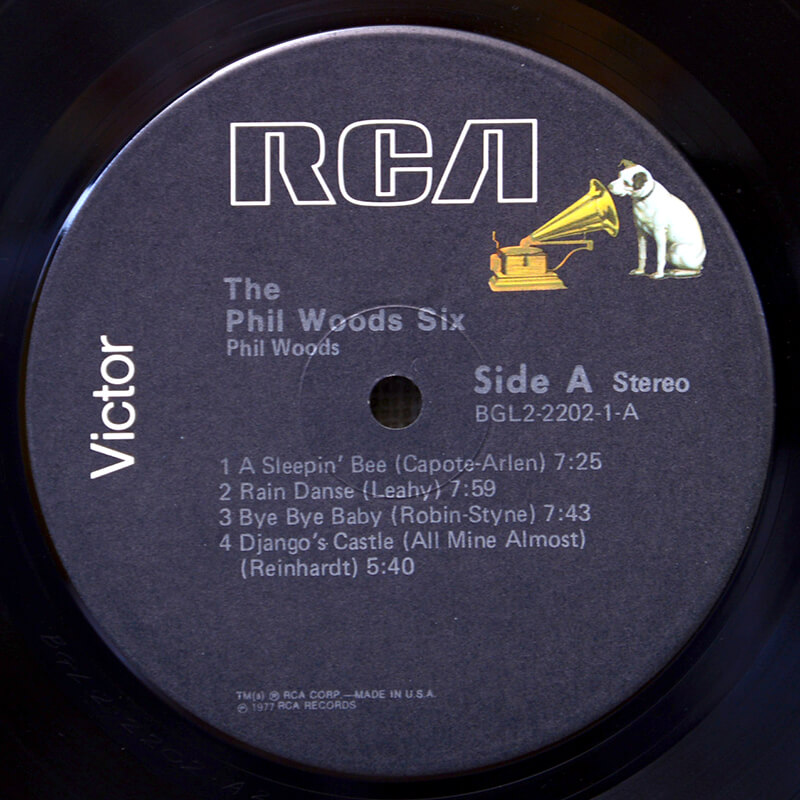 RCA
The
Phil Woods Six
Phil Woods
Victor
Side A Stereo
BGL2-2202-1-A
1 A Sleepin' Bee (Capote-Arlen) 7:25
2 Rain Danse (Leahy) 7:59
3 Bye Bye Baby (Robin-Styne) 7:43
4 Django's Castle (All Mine Almost)
(Reinhardt) 5:40
TM(s) ® RCA CORP.—MADE IN U.S.A.
℗ 1977 RCA RECORDS